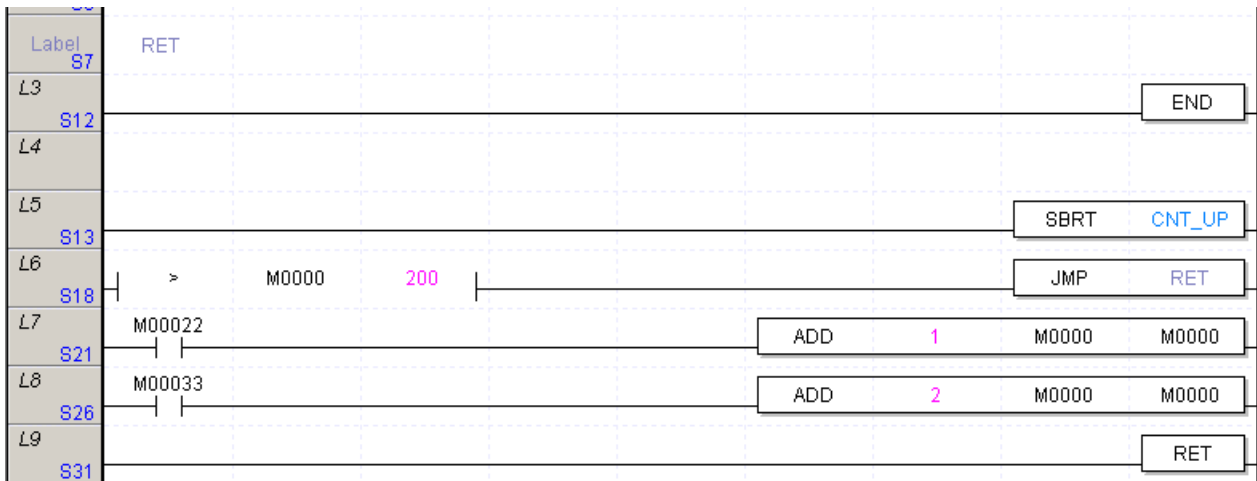 Label RET
S7
L3
END
S12
L4
L5
SBRT CNT_UP
S13
L6
> M0000 200 JMP RET
S18
L7 M00022
ADD 1 M0000 M0000
S21
L8 M00033
ADD 2 M0000 M0000
S26
L9
RET
S31